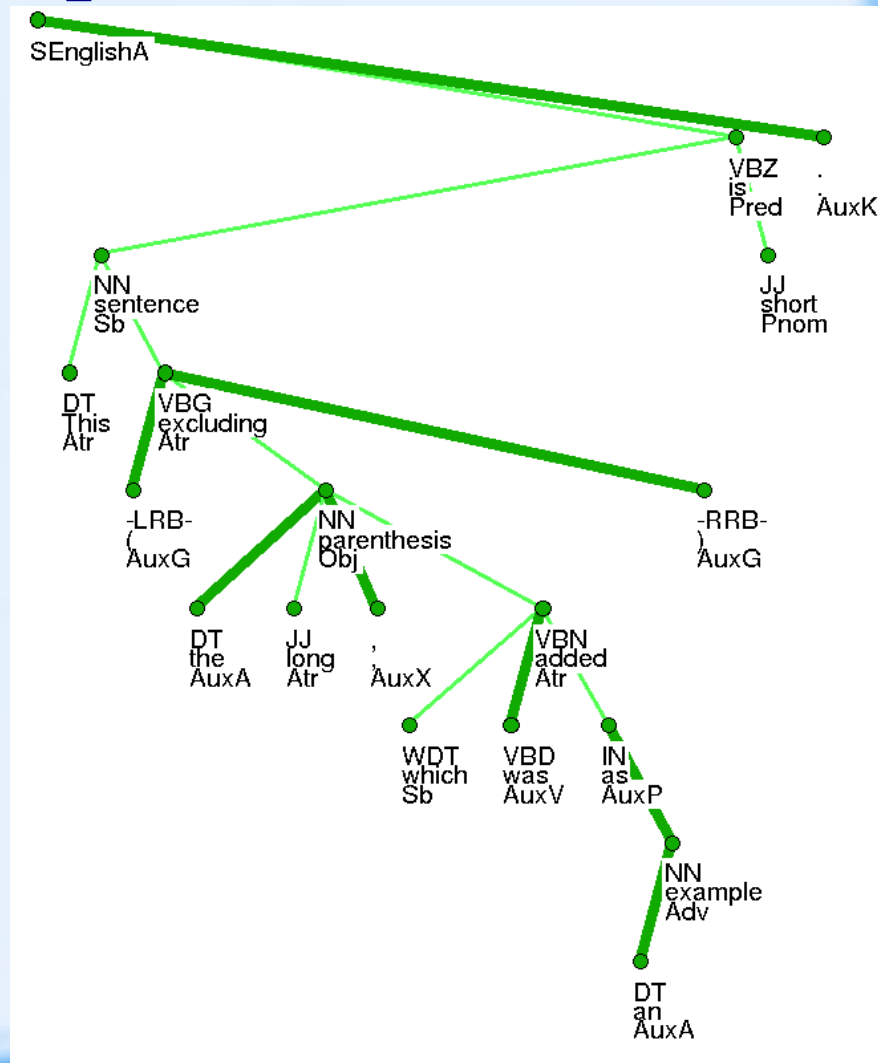 SEnglishA
VBZ
is
Pred
.
.
AuxK
NN
sentence
Sb
JJ
short
Pnom
DT
This
Atr
VBG
excluding
Atr
-LRB-
(
AuxG
NN
parenthesis
Obj
-RRB-
)
AuxG
DT
the
AuxA
JJ
long
Atr
,
,
AuxX
VBN
added
Atr
WDT
which
Sb
VBD
was
AuxV
IN
as
AuxP
NN
example
Adv
DT
an
AuxA